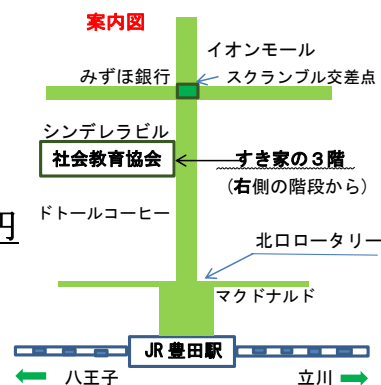 案内図
イオンモール
みずほ銀行
スクランブル交差点
シンデレラビル
社会教育協会
すき家の３階
(右側の階段から)
ドトールコーヒー
円
北口ロータリー
マクドナルド
JR 豊田駅
八王子
立川